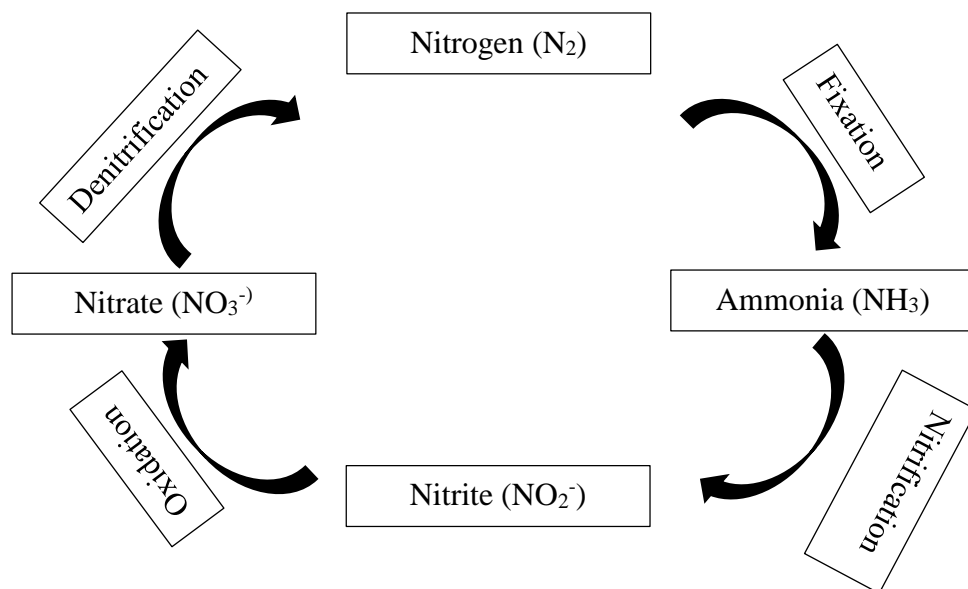 Nitrogen (N₂)
Fixation
Ammonia (NH₃)
Nitrification
Nitrite (NO₂⁻)
Oxidation
Nitrate (NO₃⁻⁾
Denitrification